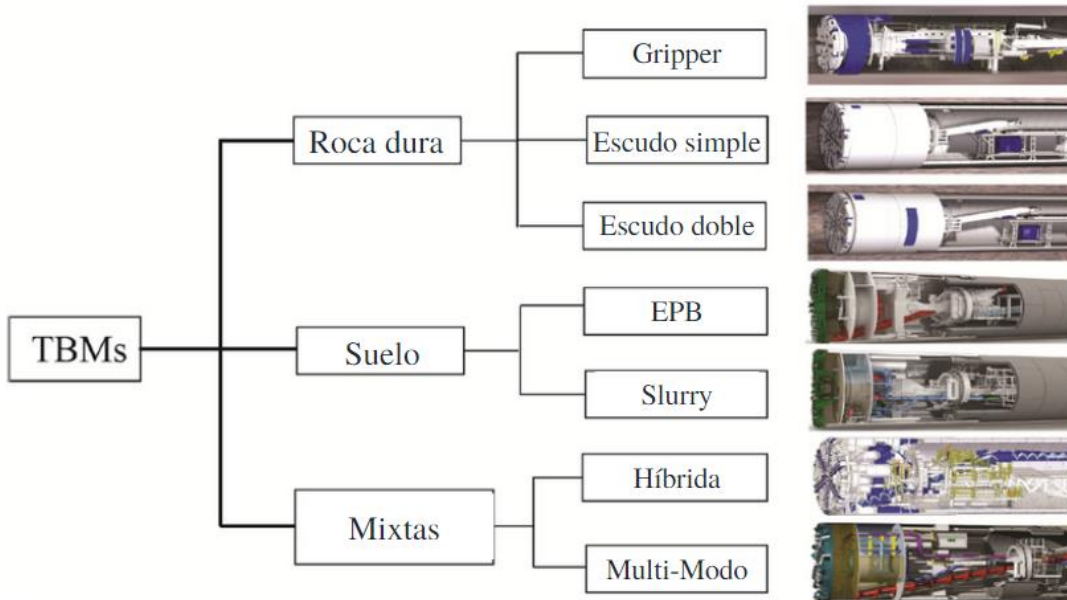 TBMs
Roca dura
Gripper
Escudo simple
Escudo doble
Suelo
EPB
Slurry
Mixtas
Híbrida
Multi-Modo